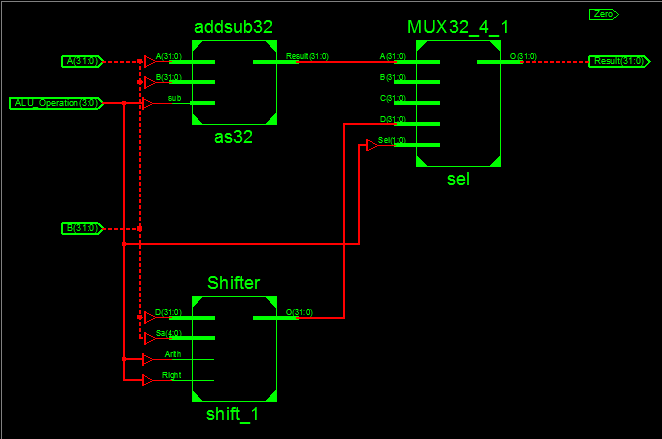 addsub32
MUX32_4_1
Zero
A(31:0)
A(31:0)
Result(31:0)
A(31:0)
O(31:0)
Result(31:0)
B(31:0)
B(31:0)
ALU_Operation(3:0)
sub
C(31:0)
D(31:0)
as32
Sel(1:0)
sel
B(31:0)
Shifter
D(31:0)
O(31:0)
Sa(4:0)
Arith
Right
shift_1